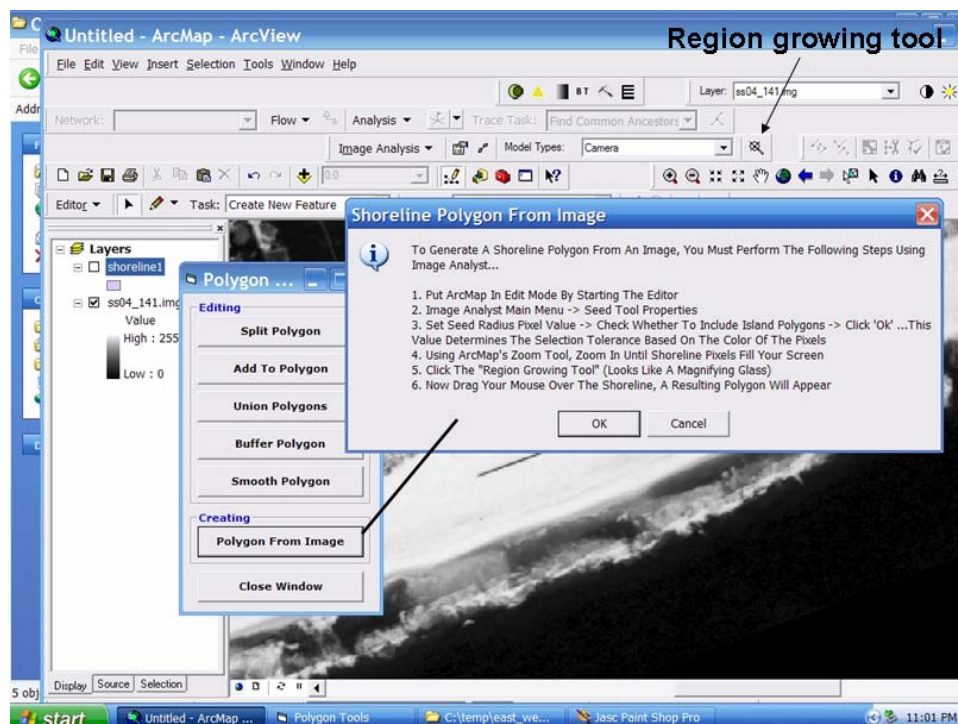 Untitled - ArcMap - ArcView
Region growing tool
File
File Edit View Insert Selection Tools Window Help
BT
Layer: ss04_141.img
Addr
Network:
Flow
Analysis
Trace Task: Find Common Ancestors
Image Analysis
Model Types: Camera
0.0
Editor
Task: Create New Feature
Layers
shoreline1
ss04_141.img
Value
High : 255
Low : 0
Polygon ...
Editing
Split Polygon
Add To Polygon
Union Polygons
Buffer Polygon
Smooth Polygon
Creating
Polygon From Image
Close Window
Shoreline Polygon From Image
To Generate A Shoreline Polygon From An Image, You Must Perform The Following Steps Using
Image Analyst...
1. Put ArcMap In Edit Mode By Starting The Editor
2. Image Analyst Main Menu -> Seed Tool Properties
3. Set Seed Radius Pixel Value -> Check Whether To Include Island Polygons -> Click 'Ok' ...This
Value Determines The Selection Tolerance Based On The Color Of The Pixels
4. Using ArcMap's Zoom Tool, Zoom In Until Shoreline Pixels Fill Your Screen
5. Click The "Region Growing Tool" (Looks Like A Magnifying Glass)
6. Now Drag Your Mouse Over The Shoreline, A Resulting Polygon Will Appear
OK
Cancel
Display Source Selection
5 obj
start
Untitled - ArcMap ...
Polygon Tools
C:\temp\east_we...
Jasc Paint Shop Pro
11:01 PM